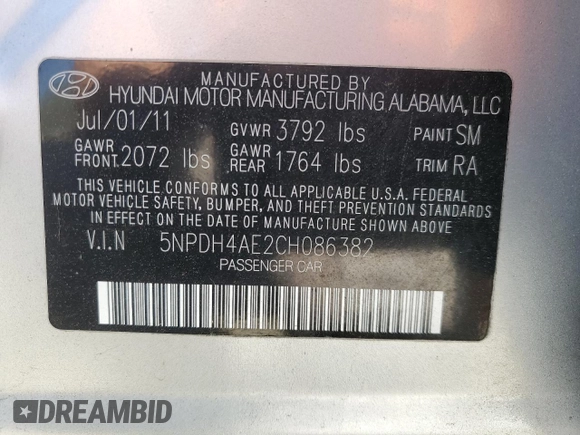 MANUFACTURED BY
HYUNDAI MOTOR MANUFACTURING ALABAMA, LLC
Jul/01/11 GVWR 3792 lbs PAINT SM
GAWR FRONT 2072 lbs GAWR REAR 1764 lbs TRIM RA
THIS VEHICLE CONFORMS TO ALL APPLICABLE U.S.A. FEDERAL
MOTOR VEHICLE SAFETY, BUMPER, AND THEFT PREVENTION STANDARDS
IN EFFECT ON THE DATE OF MANUFACTURE SHOWN ABOVE
V.I.N 5NPDH4AE2CH086382
PASSENGER CAR
DREAMBID